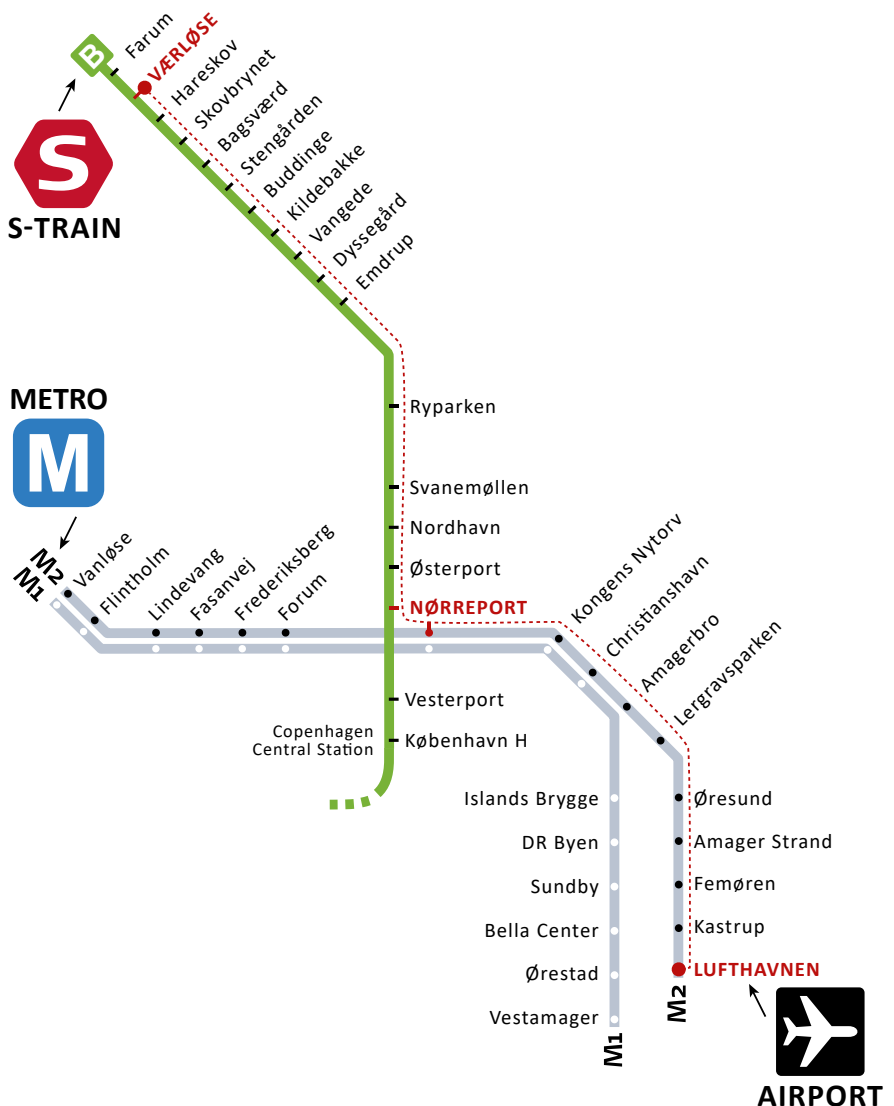 B
Farum
VÆRLØSE
Hareskov
Skovbrynet
Bagsværd
Stengården
Buddinge
Kildebakke
Vangede
Dyssegård
Emdrup
S
S-TRAIN
Ryparken
Svanemøllen
Nordhavn
Østerport
NØRREPORT
Vesterport
København H
Copenhagen
Central Station
METRO
M
M2
M1
Vanløse
Flintholm
Lindevang
Fasanvej
Frederiksberg
Forum
Kongens Nytorv
Christianshavn
Amagerbro
Lergravsparken
Islands Brygge
DR Byen
Sundby
Bella Center
Ørestad
Vestamager
M1
Øresund
Amager Strand
Femøren
Kastrup
LUFTHAVNEN
M2
AIRPORT